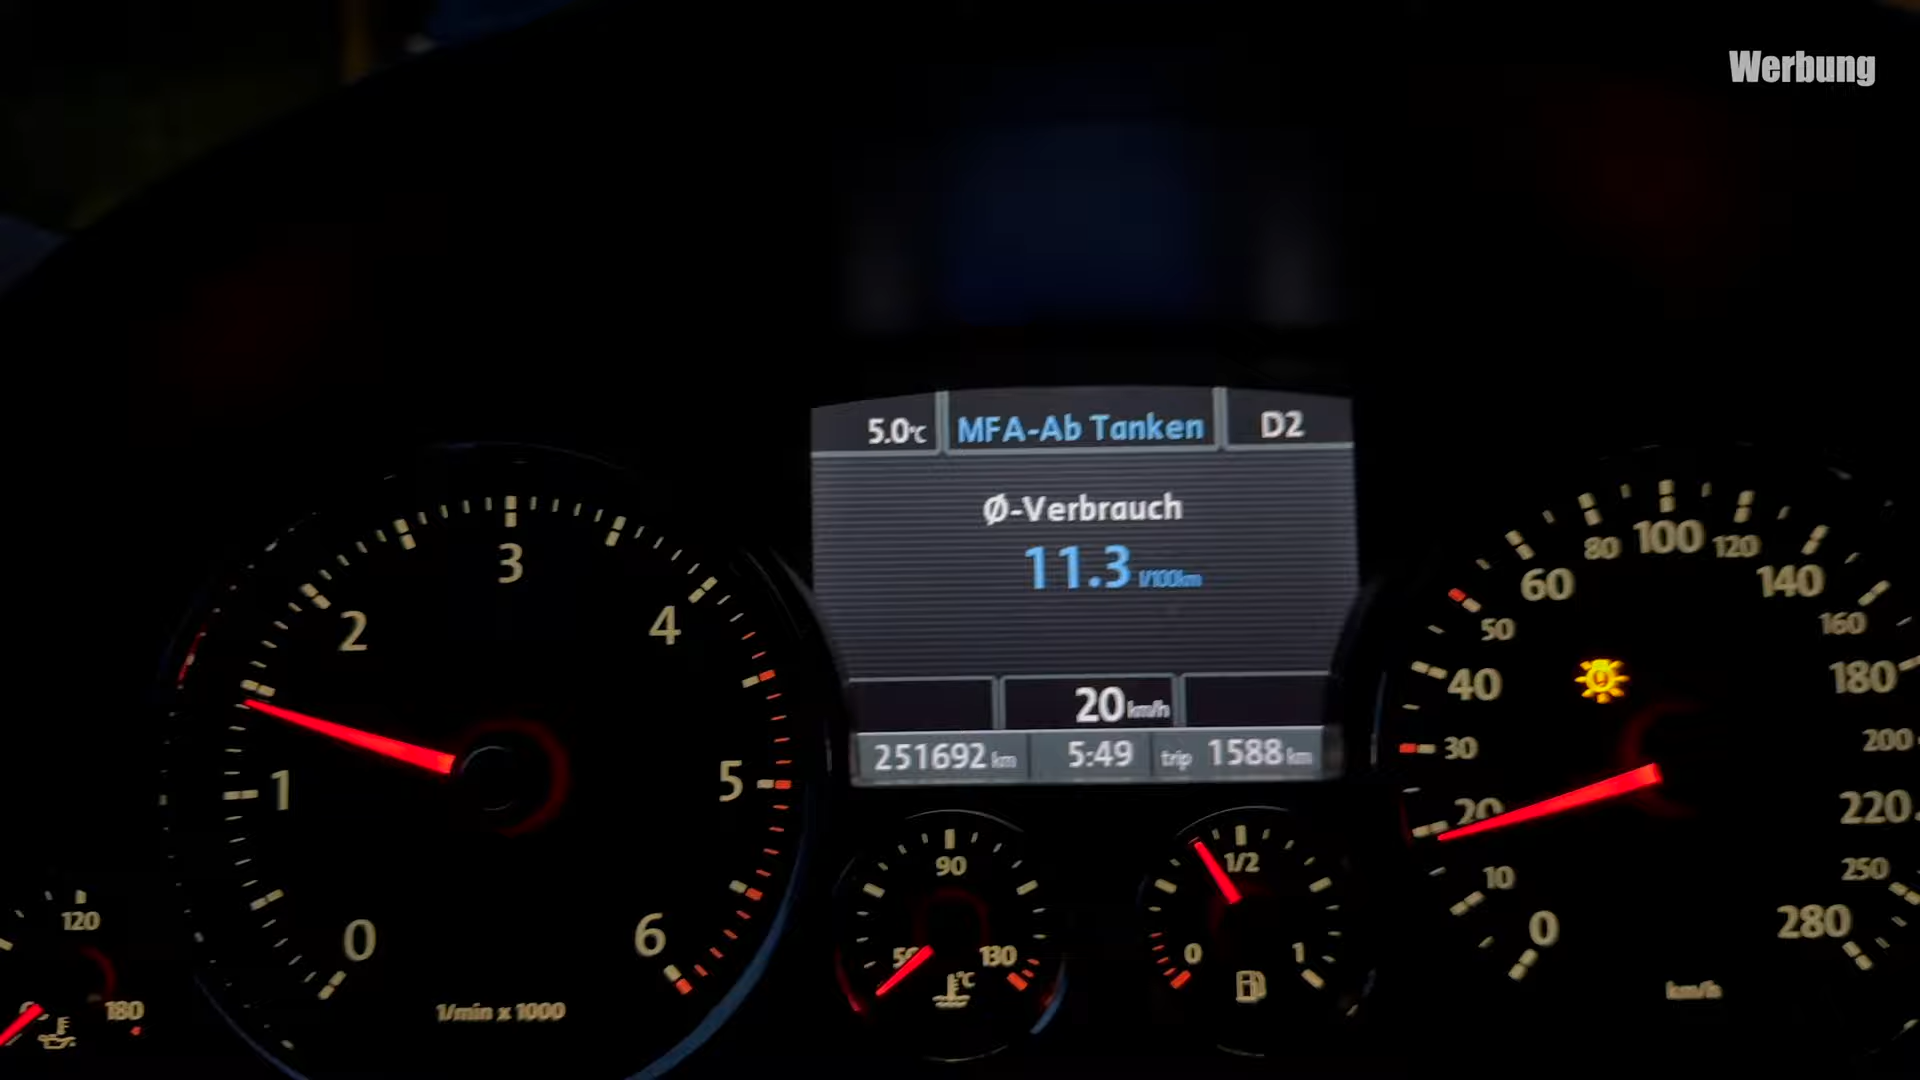 Werbung
5.0°C MFA-Ab Tanken D2
Ø-Verbrauch
11.3 l/100km
20 km/h
251692 km 5:49 trip 1588 km
0 1 2 3 4 5 6
1/min x 1000
120
180
90
50 130
°C
1/2
0 1
0 10 20 30 40 50 60 80 100 120 140 160 180 200 220 250 280
km/h